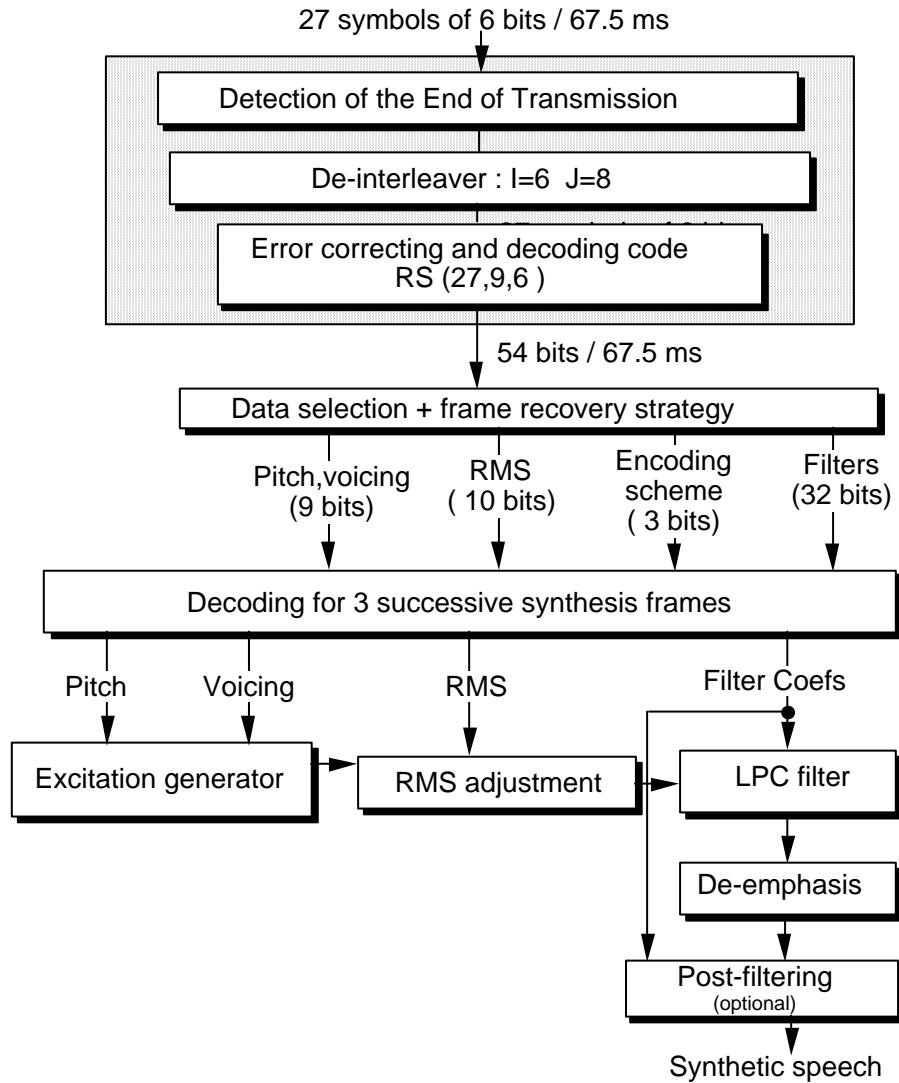 27 symbols of 6 bits / 67.5 ms
Detection of the End of Transmission
De-interleaver : I=6 J=8
Error correcting and decoding code
RS (27,9,6 )
54 bits / 67.5 ms
Data selection + frame recovery strategy
Pitch,voicing
(9 bits)
RMS
( 10 bits)
Encoding
scheme
( 3 bits)
Filters
(32 bits)
Decoding for 3 successive synthesis frames
Pitch
Voicing
RMS
Filter Coefs
Excitation generator
RMS adjustment
LPC filter
De-emphasis
Post-filtering
(optional)
Synthetic speech